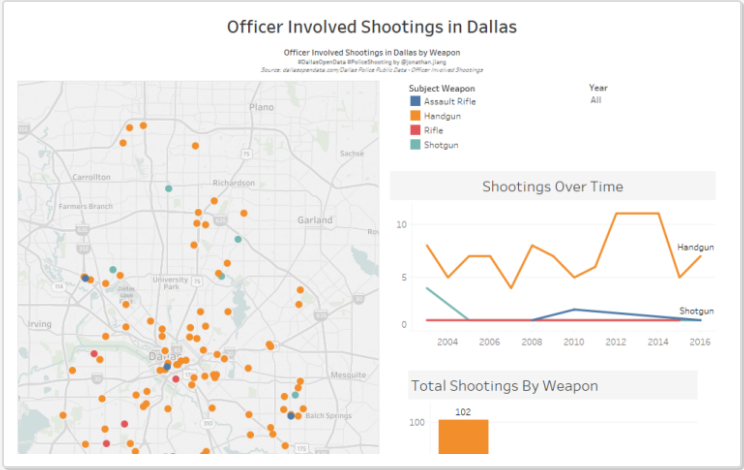 Officer Involved Shootings in Dallas
Officer Involved Shootings in Dallas by Weapon
#DallasOpenData #PoliceShooting by @jonathan.jiang
Source: dallasopendata.com/Dallas Police Public Data - Officer Involved Shootings
Subject Weapon
Assault Rifle
Handgun
Rifle
Shotgun
Year
All
Plano
Sachse
Carrollton
Richardson
Farmers Branch
Garland
University
Park
Irving
Dalla
Mesquite
Balch Springs
Shootings Over Time
10
5
0
Handgun
Shotgun
2004 2006 2008 2010 2012 2014 2016
Total Shootings By Weapon
100
102